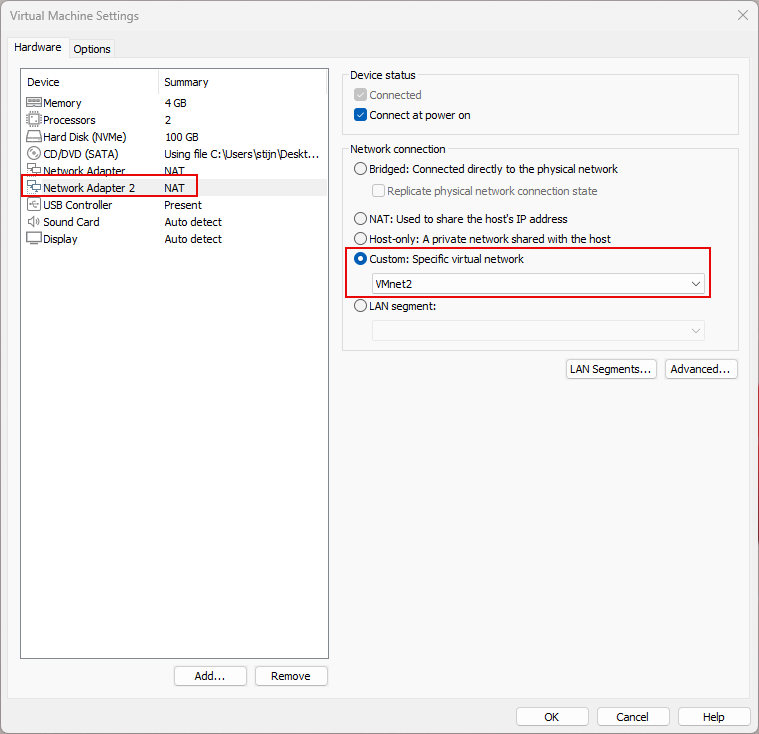 Virtual Machine Settings
Hardware Options
Device Summary
Memory 4 GB
Processors 2
Hard Disk (NVMe) 100 GB
CD/DVD (SATA) Using file C:\Users\stijn\Deskt...
Network Adapter NAT
Network Adapter 2 NAT
USB Controller Present
Sound Card Auto detect
Display Auto detect
Add... Remove
Device status
Connected
Connect at power on
Network connection
Bridged: Connected directly to the physical network
Replicate physical network connection state
NAT: Used to share the host's IP address
Host-only: A private network shared with the host
Custom: Specific virtual network
VMnet2
LAN segment:
LAN Segments... Advanced...
OK Cancel Help